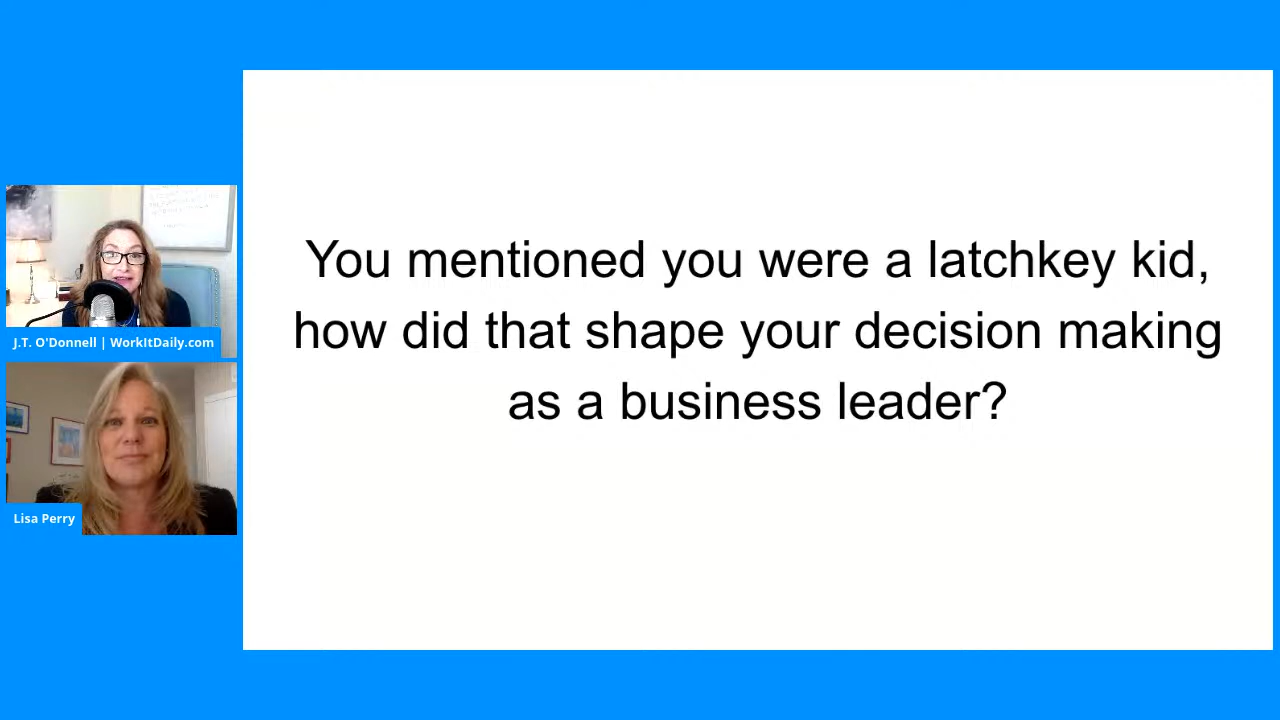 You mentioned you were a latchkey kid,
how did that shape your decision making
as a business leader?
J.T. O'Donnell | WorkItDaily.com
Lisa Perry